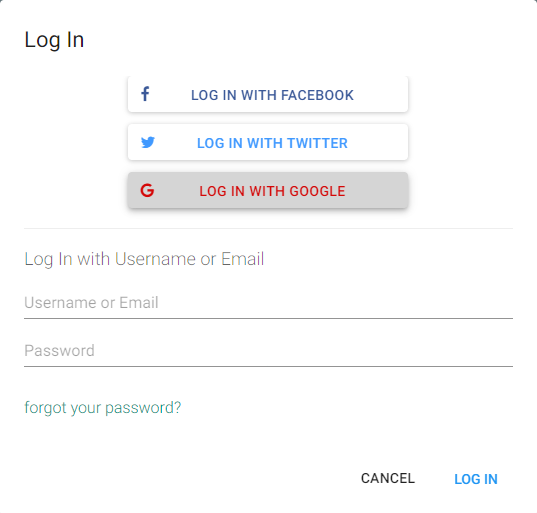 Log In
LOG IN WITH FACEBOOK
LOG IN WITH TWITTER
LOG IN WITH GOOGLE
Log In with Username or Email
Username or Email
Password
forgot your password?
CANCEL LOG IN